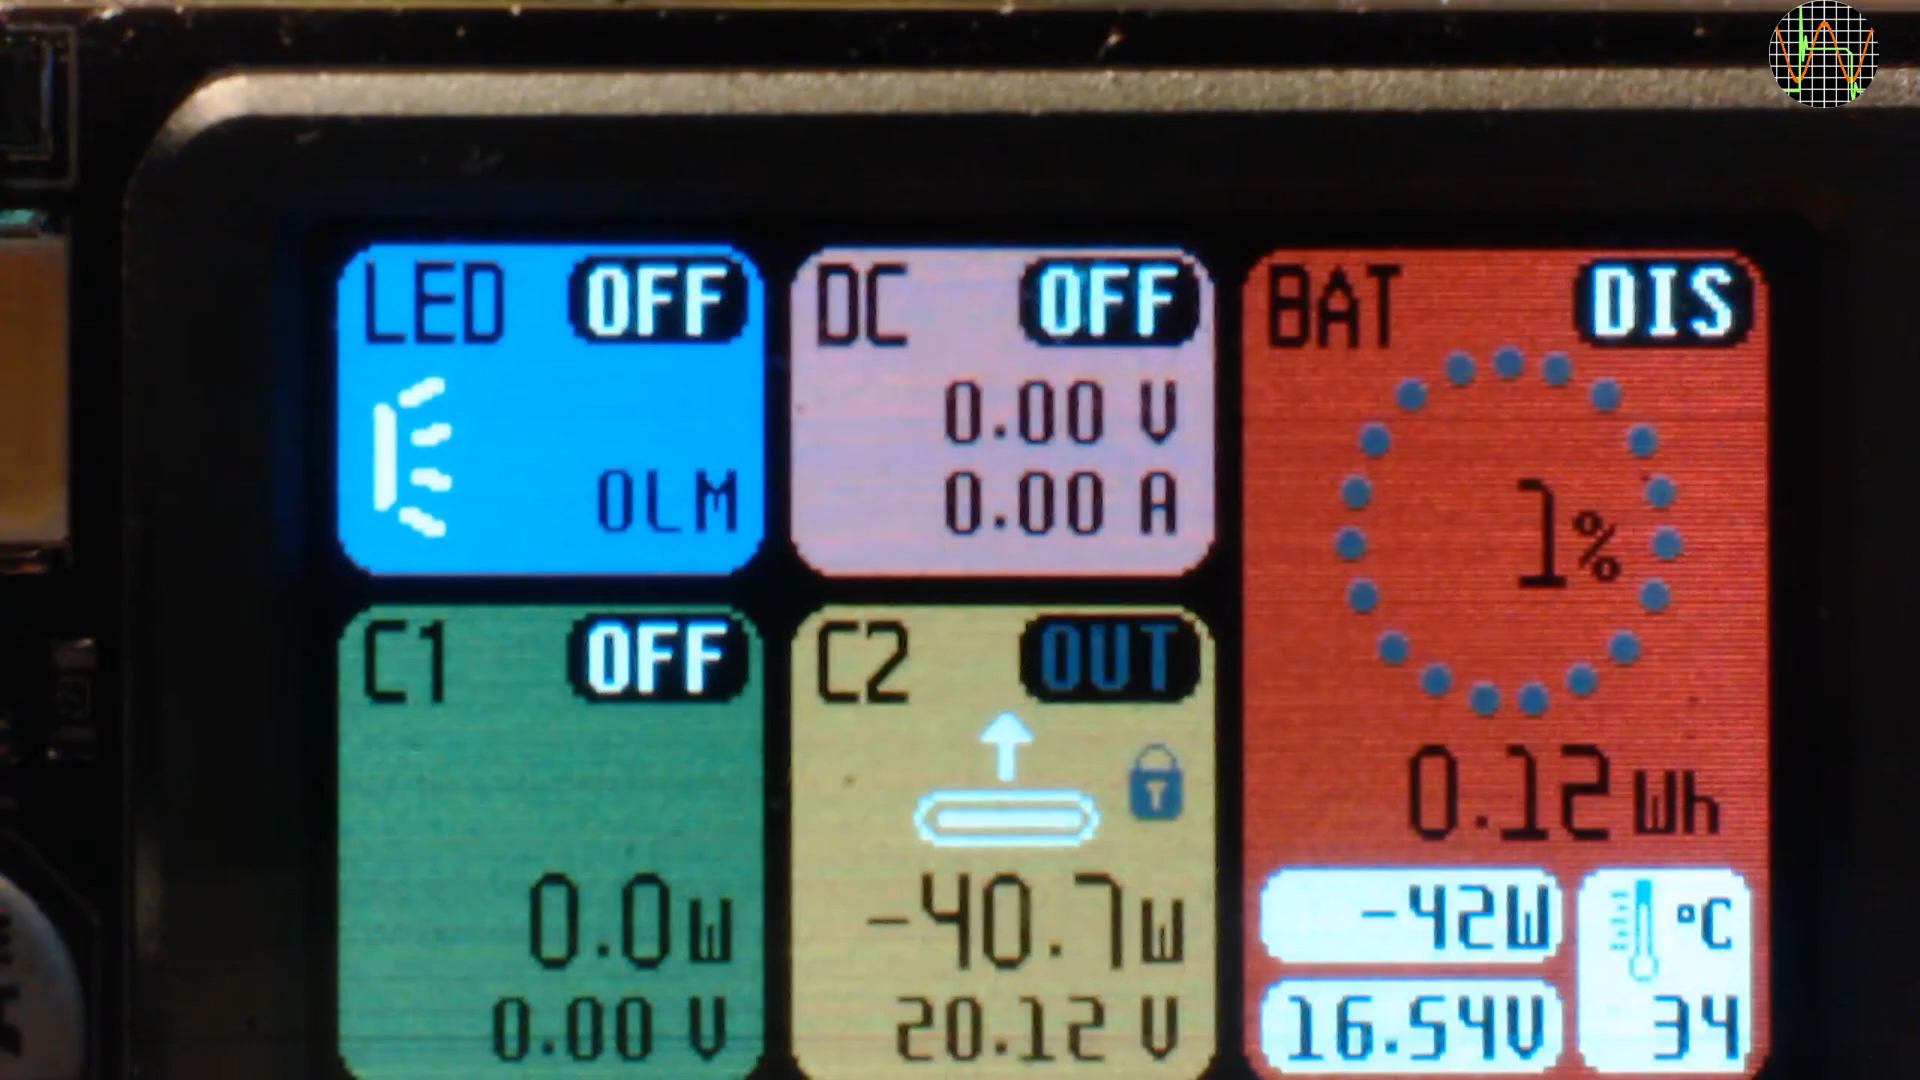 LED OFF
0LM
DC OFF
0.00 V
0.00 A
BAT DIS
1%
0.12Wh
-42W
16.54V
°C
34
C1 OFF
0.0W
0.00 V
C2 OUT
-40.7W
20.12 V